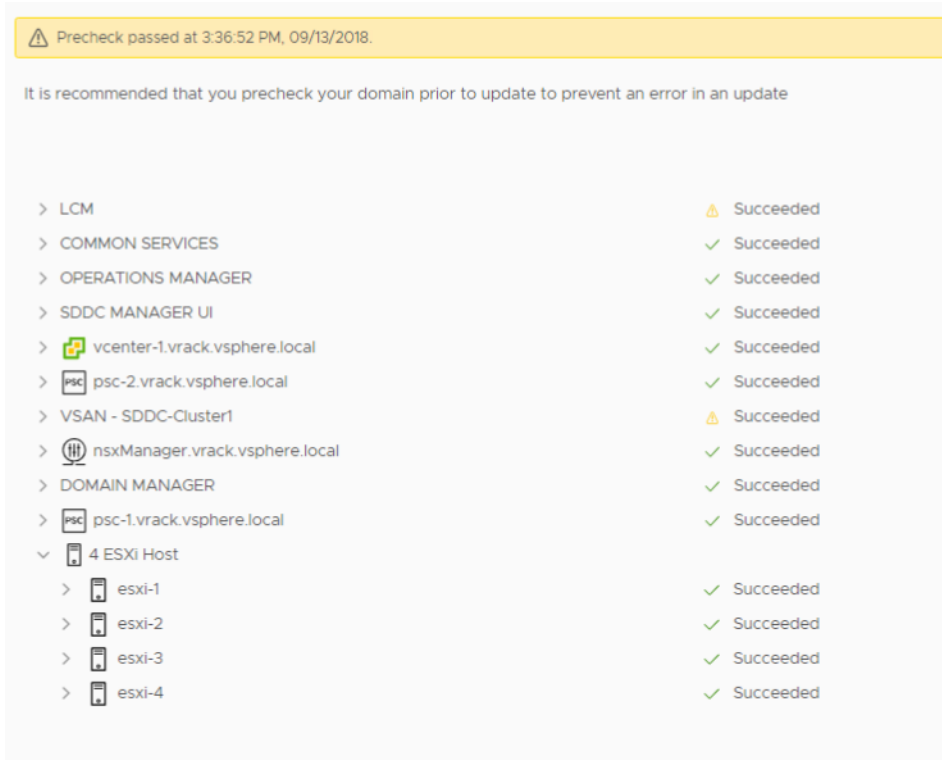 Precheck passed at 3:36:52 PM, 09/13/2018.
It is recommended that you precheck your domain prior to update to prevent an error in an update
LCM Succeeded
COMMON SERVICES Succeeded
OPERATIONS MANAGER Succeeded
SDDC MANAGER UI Succeeded
vcenter-1.vrack.vsphere.local Succeeded
PSC psc-2.vrack.vsphere.local Succeeded
VSAN - SDDC-Cluster1 Succeeded
nsxManager.vrack.vsphere.local Succeeded
DOMAIN MANAGER Succeeded
PSC psc-1.vrack.vsphere.local Succeeded
4 ESXi Host
esxi-1 Succeeded
esxi-2 Succeeded
esxi-3 Succeeded
esxi-4 Succeeded